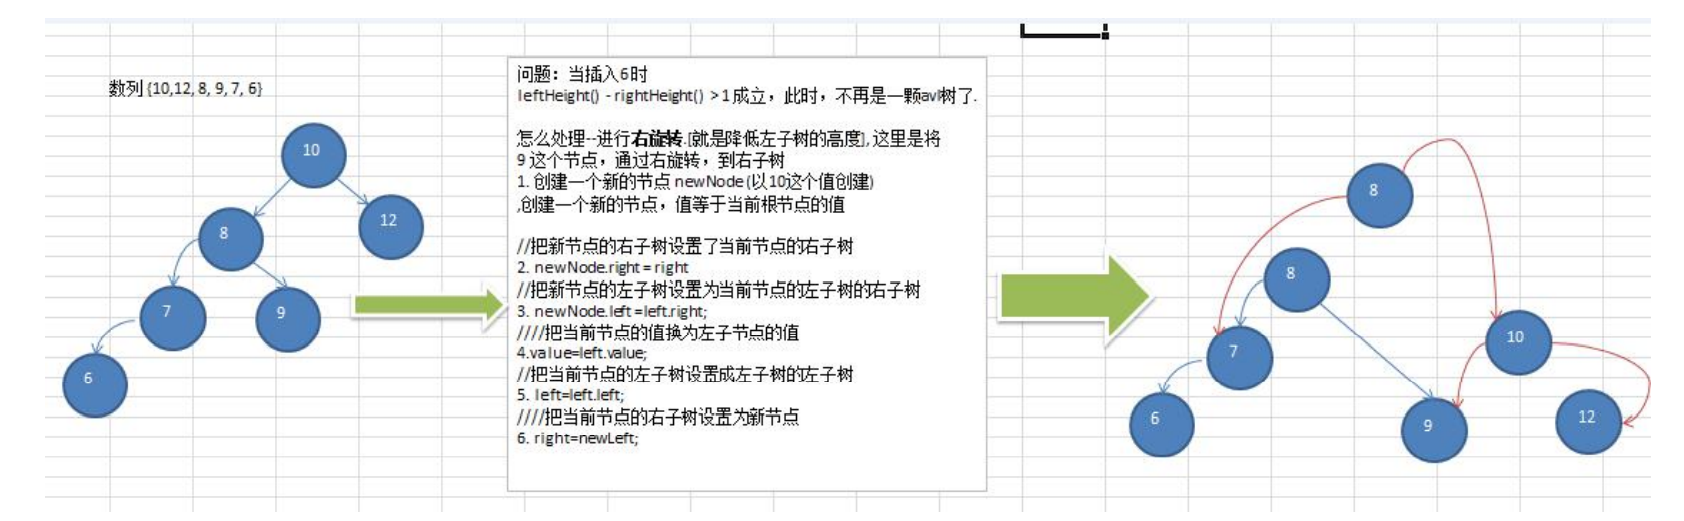 数列 {10,12, 8, 9, 7, 6}
10
8
12
7
9
6
问题：当插入6时
leftHeight() - rightHeight() >1成立，此时，不再是一颗avl树了.
怎么处理--进行右旋转.[就是降低左子树的高度],这里是将
9 这个节点，通过右旋转，到右子树
1. 创建一个新的节点 newNode (以10这个值创建)
,创建一个新的节点，值等于当前根节点的值
//把新节点的右子树设置了当前节点的右子树
2. newNode.right = right
//把新节点的左子树设置为当前节点的左子树的右子树
3. newNode.left =left.right;
////把当前节点的值换为左子节点的值
4.value=left.value;
//把当前节点的左子树设置成左子树的左子树
5. left=left.left;
////把当前节点的右子树设置为新节点
6. right=newLeft;
8
8
7
10
6
9
12